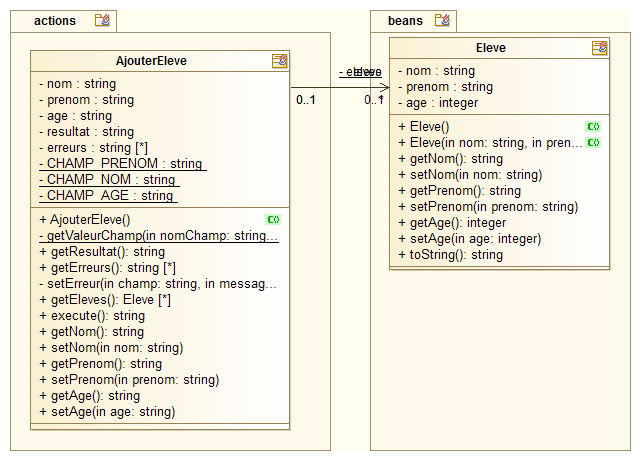 actions
AjouterEleve
- nom : string
- prenom : string
- age : string
- resultat : string
- erreurs : string [*]
- CHAMP_PRENOM : string
- CHAMP_NOM : string
- CHAMP_AGE : string
+ AjouterEleve()
- getValeurChamp(in nomChamp: string...
+ getResultat(): string
+ getErreurs(): string [*]
- setErreur(in champ: string, in messag...
+ getEleves(): Eleve [*]
+ execute(): string
+ getNom(): string
+ setNom(in nom: string)
+ getPrenom(): string
+ setPrenom(in prenom: string)
+ getAge(): string
+ setAge(in age: string)
0..1
0..1
beans
Eleve
- nom : string
- prenom : string
- age : integer
+ Eleve()
+ Eleve(in nom: string, in pren...
+ getNom(): string
+ setNom(in nom: string)
+ getPrenom(): string
+ setPrenom(in prenom: string)
+ getAge(): integer
+ setAge(in age: integer)
+ toString(): string